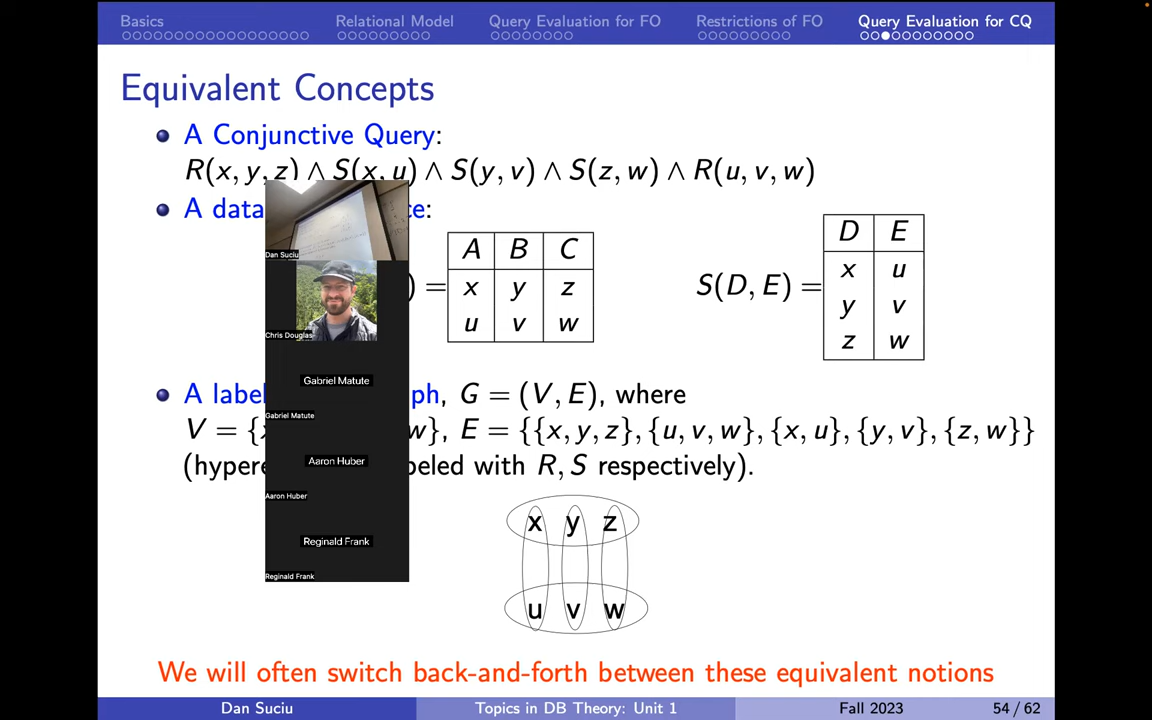 Basics Relational Model Query Evaluation for FO Restrictions of FO Query Evaluation for CQ
Equivalent Concepts
A Conjunctive Query:
R(x, y, z) ∧ S(x, u) ∧ S(y, v) ∧ S(z, w) ∧ R(u, v, w)
A data ce:
) =
A B C
x y z
u v w
S(D, E) =
D E
x u
y v
z w
A label ph, G = (V, E), where
V = { w}, E = {{x, y, z}, {u, v, w}, {x, u}, {y, v}, {z, w}}
(hypere beled with R, S respectively).
x y z
u v w
We will often switch back-and-forth between these equivalent notions
Dan Suciu Topics in DB Theory: Unit 1 Fall 2023 54 / 62
Dan Suciu
Chris Douglas
Gabriel Matute
Gabriel Matute
Aaron Huber
Aaron Huber
Reginald Frank
Reginald Frank